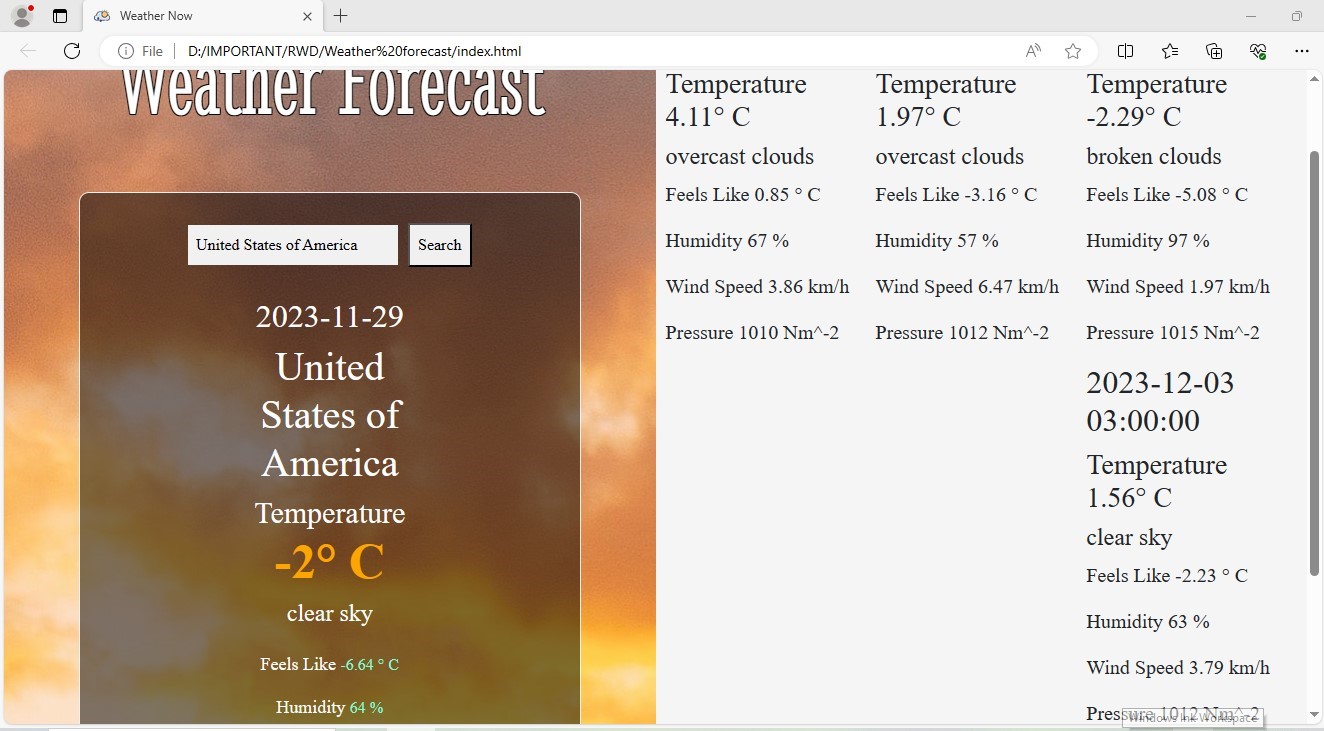 Weather Now
File
D:/IMPORTANT/RWD/Weather%20forecast/index.html
Weather Forecast
United States of America
Search
2023-11-29
United
States of
America
Temperature
-2° C
clear sky
Feels Like -6.64 ° C
Humidity 64 %
Temperature
4.11° C
overcast clouds
Feels Like 0.85 ° C
Humidity 67 %
Wind Speed 3.86 km/h
Pressure 1010 Nm^-2
Temperature
1.97° C
overcast clouds
Feels Like -3.16 ° C
Humidity 57 %
Wind Speed 6.47 km/h
Pressure 1012 Nm^-2
Temperature
-2.29° C
broken clouds
Feels Like -5.08 ° C
Humidity 97 %
Wind Speed 1.97 km/h
Pressure 1015 Nm^-2
2023-12-03
03:00:00
Temperature
1.56° C
clear sky
Feels Like -2.23 ° C
Humidity 63 %
Wind Speed 3.79 km/h
Pressure 1012 Nm^-2
Windows Ink Workspace